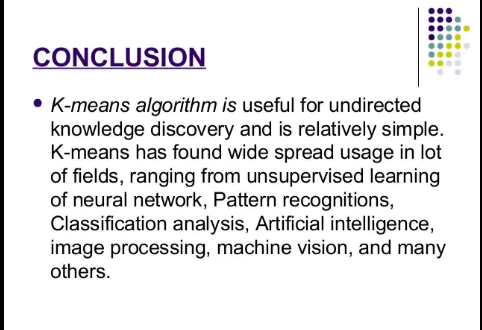 CONCLUSION
K-means algorithm is useful for undirected
knowledge discovery and is relatively simple.
K-means has found wide spread usage in lot
of fields, ranging from unsupervised learning
of neural network, Pattern recognitions,
Classification analysis, Artificial intelligence,
image processing, machine vision, and many
others.